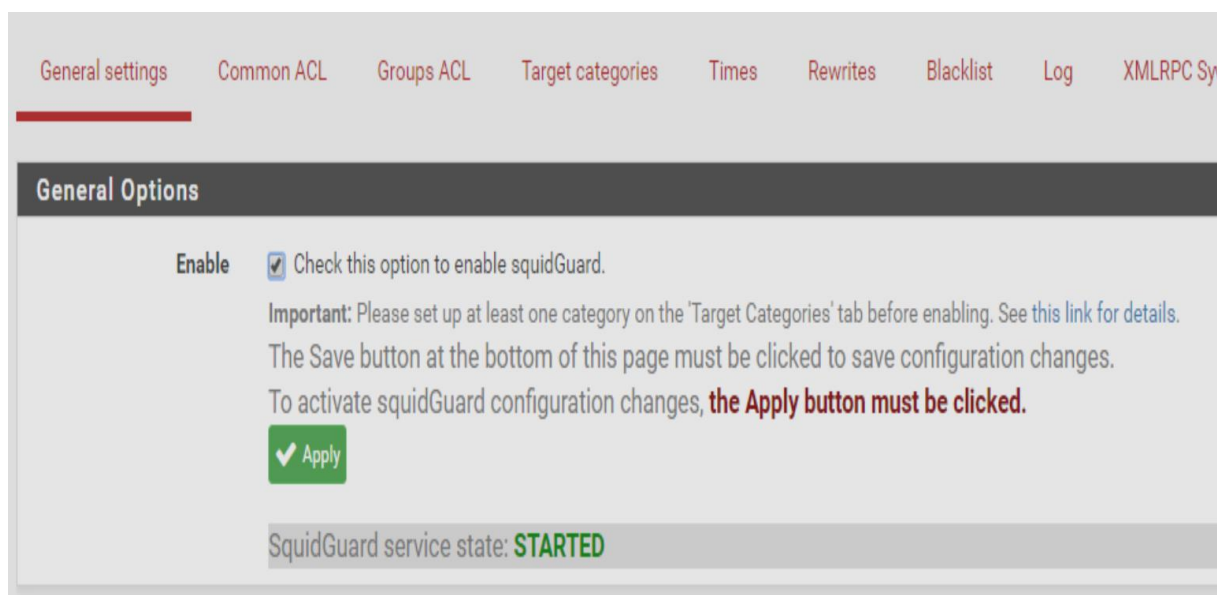 General settings Common ACL Groups ACL Target categories Times Rewrites Blacklist Log XMLRPC
General Options
Enable Check this option to enable squidGuard.
Important: Please set up at least one category on the 'Target Categories' tab before enabling. See this link for details.
The Save button at the bottom of this page must be clicked to save configuration changes.
To activate squidGuard configuration changes, the Apply button must be clicked.
Apply
SquidGuard service state: STARTED